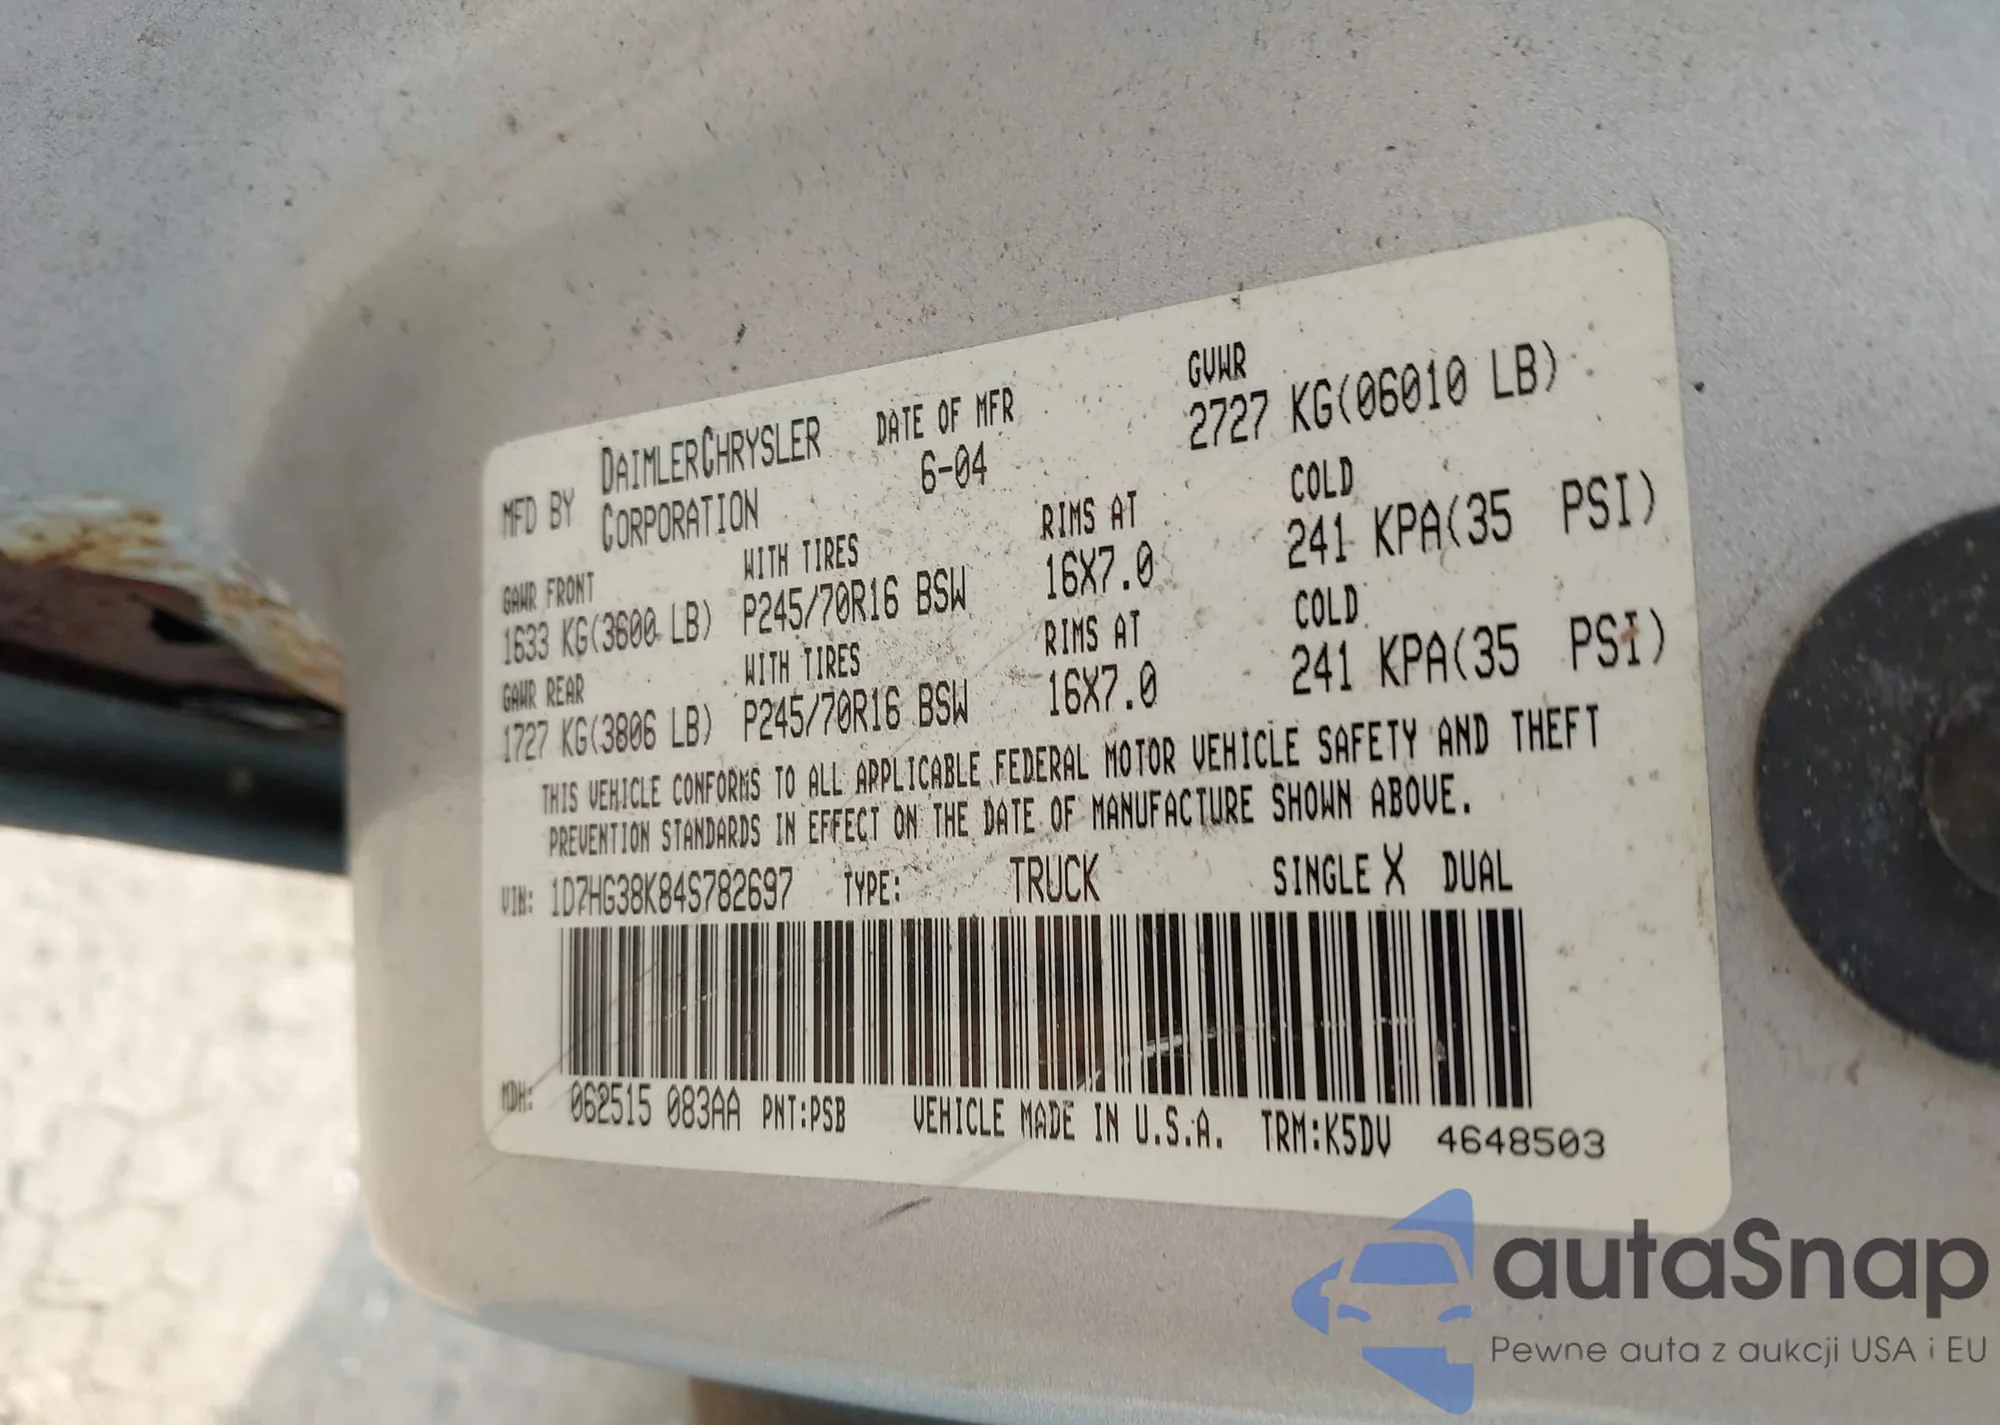 MFD BY DAIMLERCHRYSLER CORPORATION
DATE OF MFR 6-04
GVWR 2727 KG(06010 LB)
GAWR FRONT WITH TIRES RIMS AT COLD
1633 KG(3600 LB) P245/70R16 BSW 16X7.0 241 KPA(35 PSI)
GAWR REAR WITH TIRES RIMS AT COLD
1727 KG(3806 LB) P245/70R16 BSW 16X7.0 241 KPA(35 PSI)
THIS VEHICLE CONFORMS TO ALL APPLICABLE FEDERAL MOTOR VEHICLE SAFETY AND THEFT
PREVENTION STANDARDS IN EFFECT ON THE DATE OF MANUFACTURE SHOWN ABOVE.
VIN: 1D7HG38K84S782697 TYPE: TRUCK SINGLE X DUAL
MDH: 062515 083AA PNT:PSB VEHICLE MADE IN U.S.A. TRM:K5DV 4648503
autaSnap
Pewne auta z aukcji USA i EU